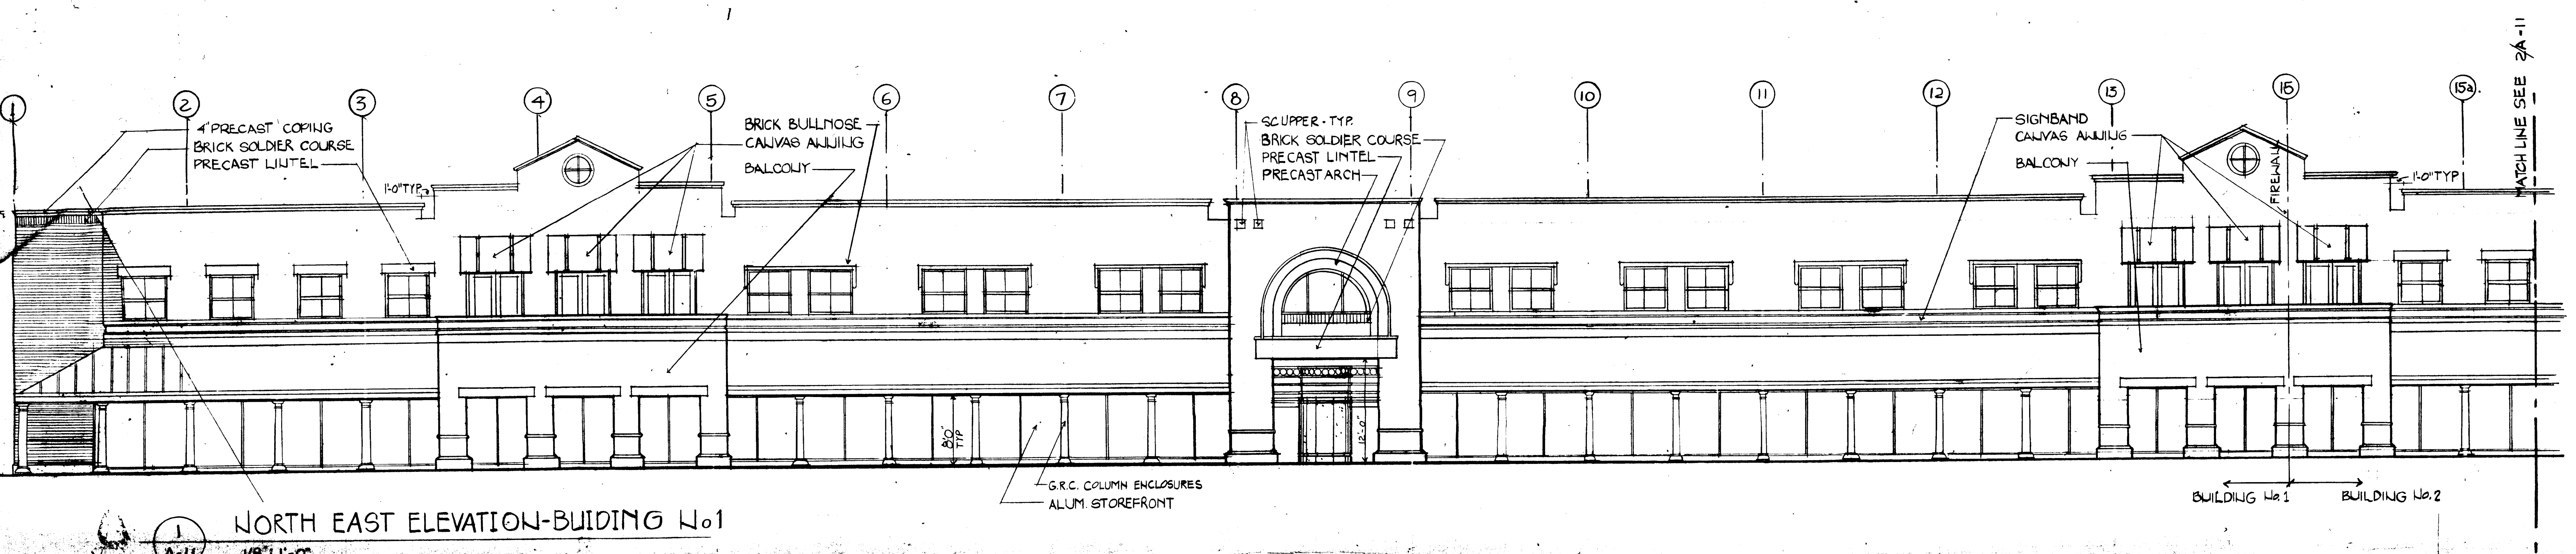 1 2 3 4 5 6 7 8 9 10 11 12 13 15 15a.
MATCH LINE SEE 2/A-11
4" PRECAST COPING
BRICK SOLDIER COURSE
PRECAST LINTEL
1'-0" TYP
BRICK BULLNOSE
CANVAS AWNING
BALCONY
SCUPPER - TYP.
BRICK SOLDIER COURSE
PRECAST LINTEL
PRECAST ARCH
SIGNBAND
CANVAS AWNING
BALCONY
FIREWALL
1'-0" TYP
8'0"
TYP
12'-0"
G.R.C. COLUMN ENCLOSURES
ALUM. STOREFRONT
BUILDING No. 1
BUILDING No. 2
1
NORTH EAST ELEVATION-BUIDING No1